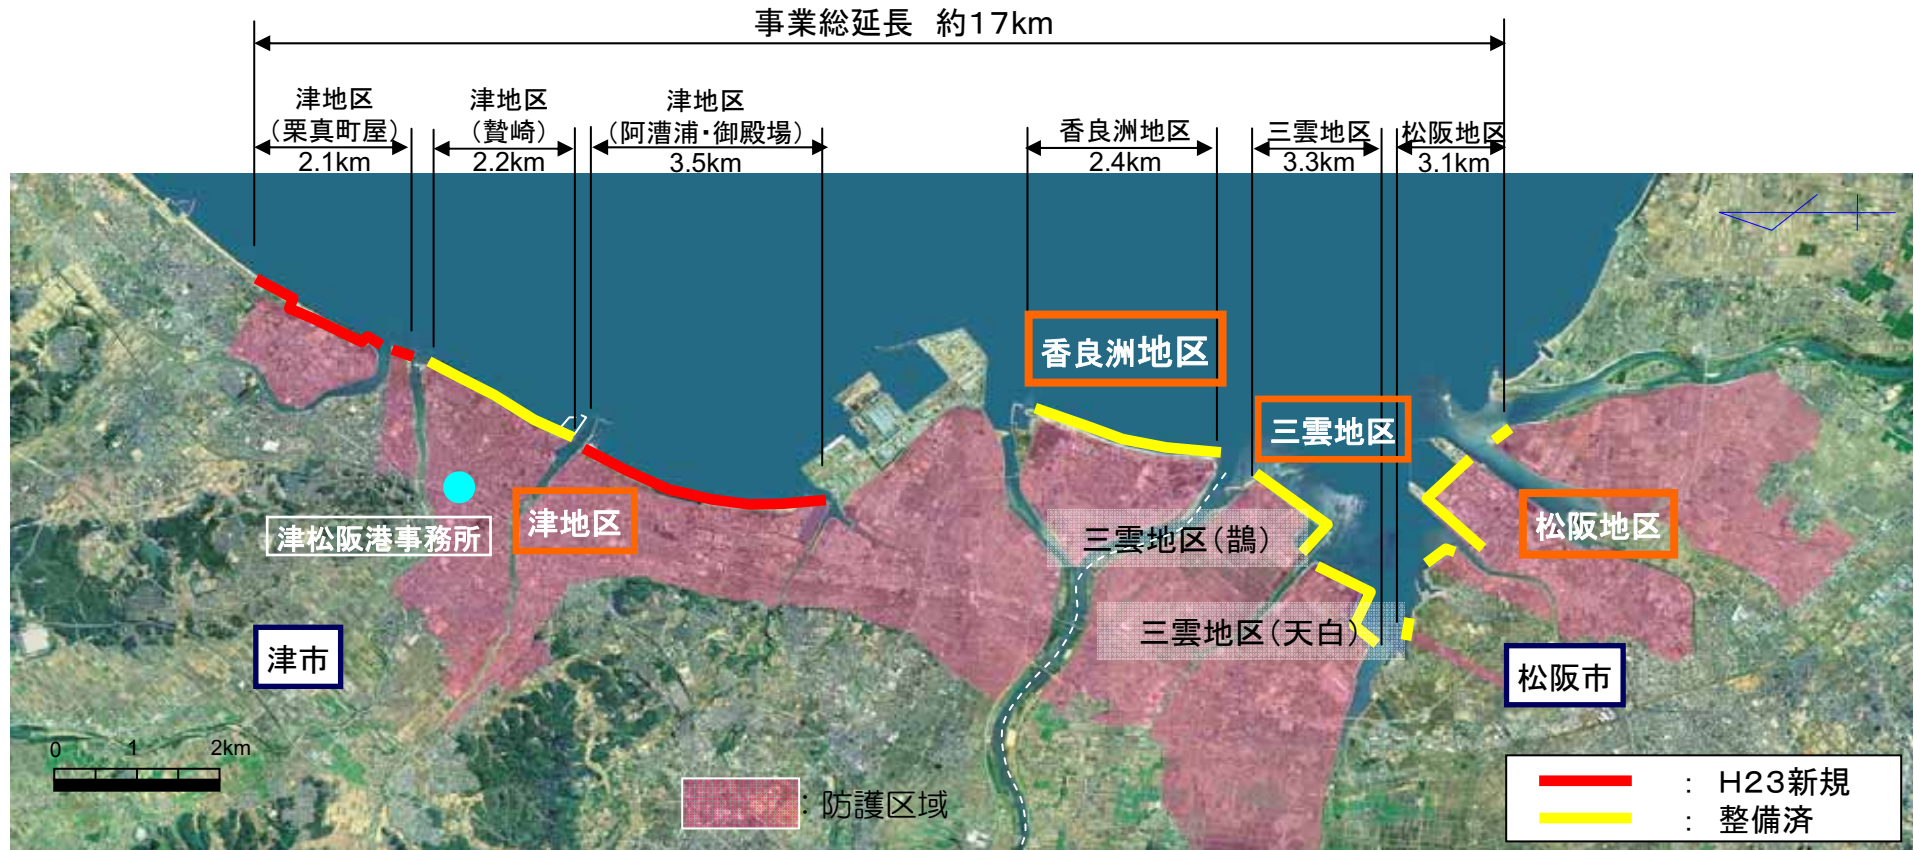 事業総延長 約17km
津地区
（栗真町屋）
2.1km
津地区
（贄崎）
2.2km
津地区
（阿漕浦・御殿場）
3.5km
香良洲地区
2.4km
三雲地区
3.3km
松阪地区
3.1km
香良洲地区
三雲地区
津地区
松阪地区
津松阪港事務所
三雲地区（鵲）
三雲地区（天白）
津市
松阪市
0 1 2km
：防護区域
： H23新規
： 整備済